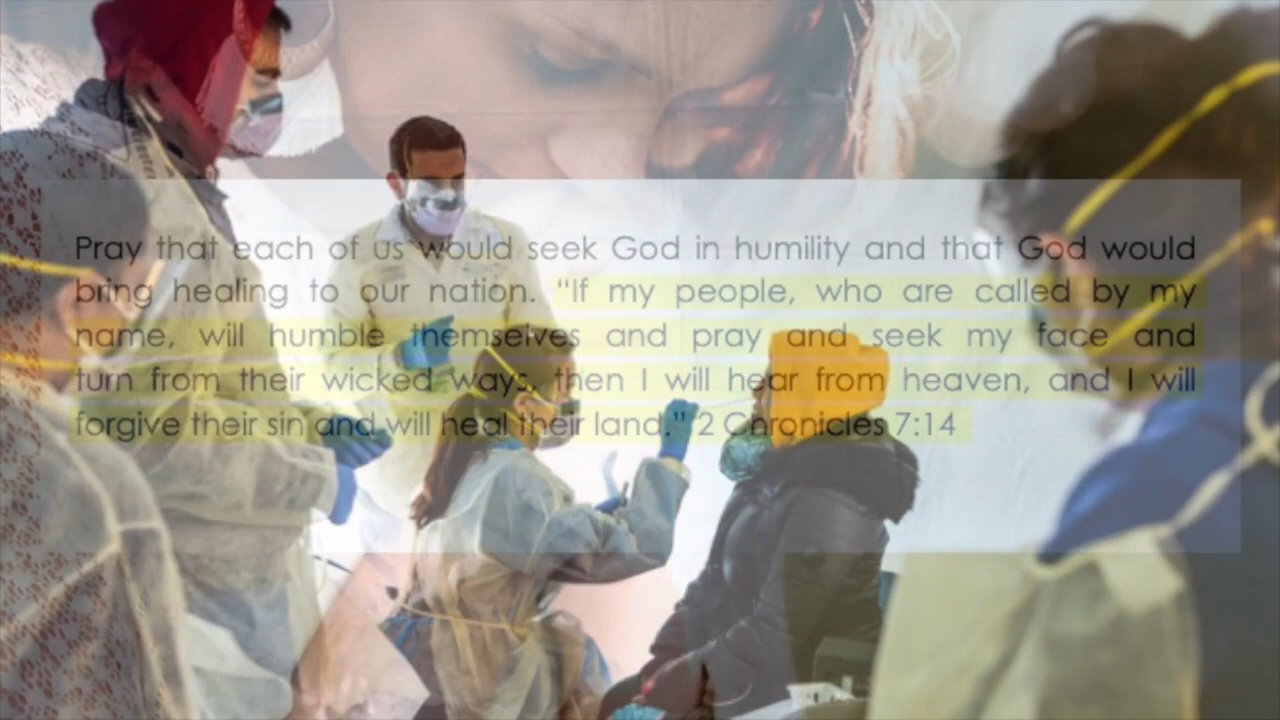 Pray that each of us would seek God in humility and that God would
bring healing to our nation. “If my people, who are called by my
name, will humble themselves and pray and seek my face and
turn from their wicked ways, then I will hear from heaven, and I will
forgive their sin and will heal their land.” 2 Chronicles 7:14